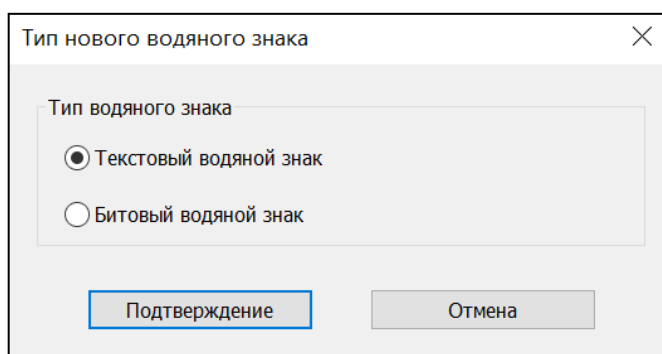 Тип нового водяного знака
Тип водяного знака
Текстовый водяной знак
Битовый водяной знак
Подтверждение Отмена